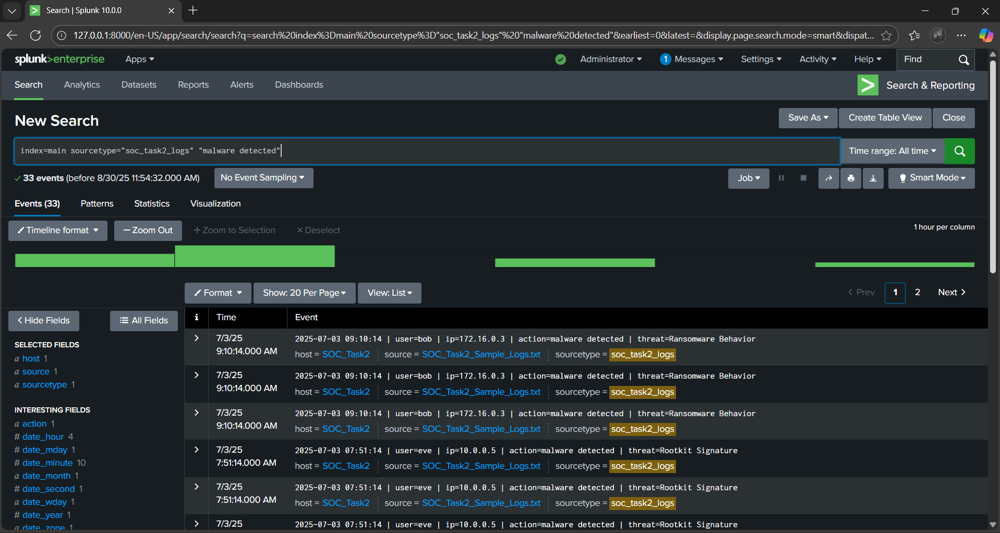 Search | Splunk 10.0.0
127.0.0.1:8000/en-US/app/search/search?q=search%20index%3Dmain%20sourcetype%3D"soc_task2_logs"%20"malware%20detected"&earliest=0&latest=&display.page.search.mode=smart&dispat...
splunk>enterprise Apps Administrator 1 Messages Settings Activity Help Find
Search Analytics Datasets Reports Alerts Dashboards > Search & Reporting
New Search Save As Create Table View Close
index=main sourcetype="soc_task2_logs" "malware detected" Time range: All time
✓ 33 events (before 8/30/25 11:54:32.000 AM) No Event Sampling Job Smart Mode
Events (33) Patterns Statistics Visualization
Timeline format — Zoom Out + Zoom to Selection × Deselect 1 hour per column
Format Show: 20 Per Page View: List < Prev 1 2 Next >
< Hide Fields All Fields
SELECTED FIELDS
a host 1
a source 1
a sourcetype 1
INTERESTING FIELDS
a action 1
# date_hour 4
# date_mday 1
# date_minute 10
a date_month 1
# date_second 1
a date_wday 1
# date_year 1
a date_zone 1
i Time Event
> 7/3/25 9:10:14.000 AM
2025-07-03 09:10:14 | user=bob | ip=172.16.0.3 | action=malware detected | threat=Ransomware Behavior
host = SOC_Task2 source = SOC_Task2_Sample_Logs.txt sourcetype = soc_task2_logs
> 7/3/25 9:10:14.000 AM
2025-07-03 09:10:14 | user=bob | ip=172.16.0.3 | action=malware detected | threat=Ransomware Behavior
host = SOC_Task2 source = SOC_Task2_Sample_Logs.txt sourcetype = soc_task2_logs
> 7/3/25 9:10:14.000 AM
2025-07-03 09:10:14 | user=bob | ip=172.16.0.3 | action=malware detected | threat=Ransomware Behavior
host = SOC_Task2 source = SOC_Task2_Sample_Logs.txt sourcetype = soc_task2_logs
> 7/3/25 7:51:14.000 AM
2025-07-03 07:51:14 | user=eve | ip=10.0.0.5 | action=malware detected | threat=Rootkit Signature
host = SOC_Task2 source = SOC_Task2_Sample_Logs.txt sourcetype = soc_task2_logs
> 7/3/25 7:51:14.000 AM
2025-07-03 07:51:14 | user=eve | ip=10.0.0.5 | action=malware detected | threat=Rootkit Signature
host = SOC_Task2 source = SOC_Task2_Sample_Logs.txt sourcetype = soc_task2_logs
> 7/3/25
2025-07-03 07:51:14 | user=eve | ip=10.0.0.5 | action=malware detected | threat=Rootkit Signature